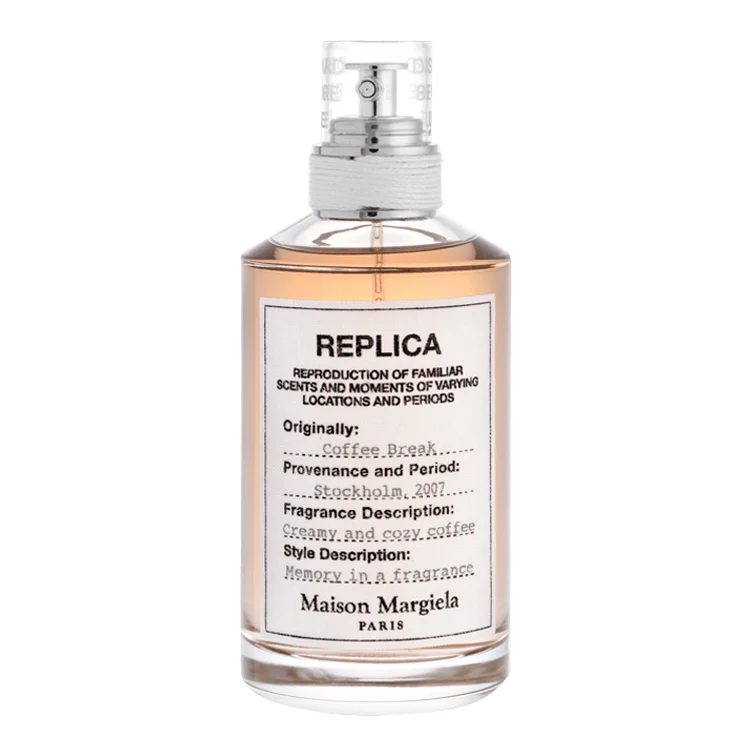 REPLICA
REPRODUCTION OF FAMILIAR
SCENTS AND MOMENTS OF VARYING
LOCATIONS AND PERIODS
Originally:
Coffee Break
Provenance and Period:
Stockholm, 2007
Fragrance Description:
Creamy and cozy coffee
Style Description:
Memory in a fragrance
Maison Margiela
PARIS